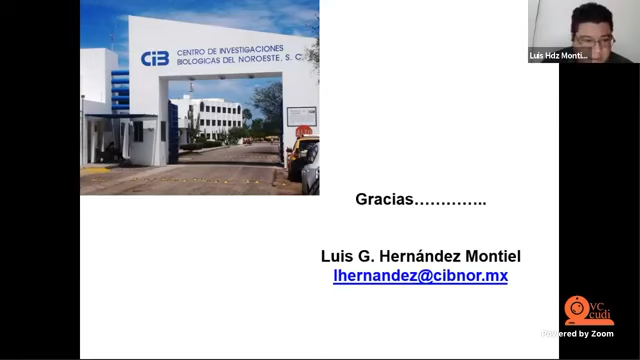 CiB CENTRO DE INVESTIGACIONES
BIOLOGICAS DEL NOROESTE, S. C.
Luis Hdz Monti...
Gracias…………..
Luis G. Hernández Montiel
lhernandez@cibnor.mx
VC
cudi
Powered by Zoom